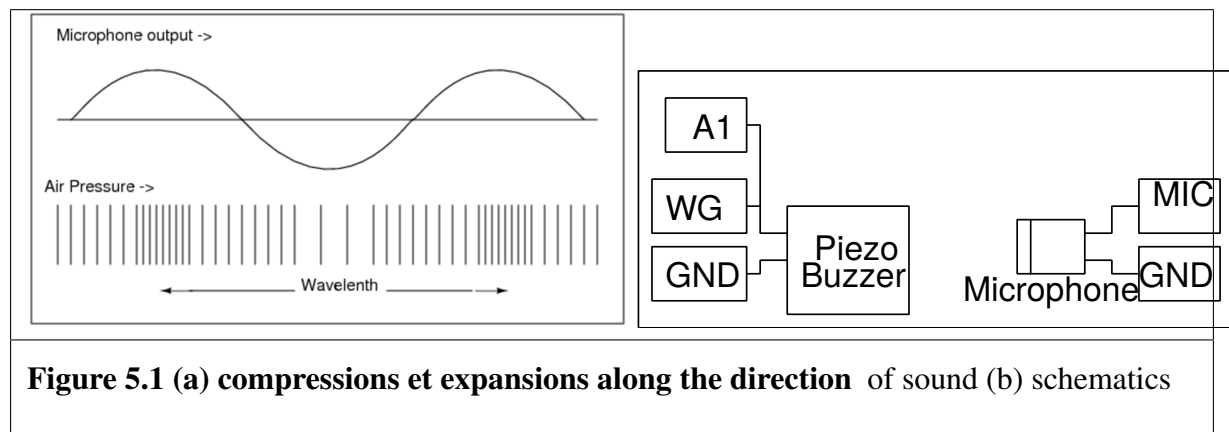 Microphone output ->
Air Pressure ->
Wavelenth
A1
WG
GND
Piezo
Buzzer
Microphone
MIC
GND
Figure 5.1 (a) compressions et expansions along the direction of sound (b) schematics